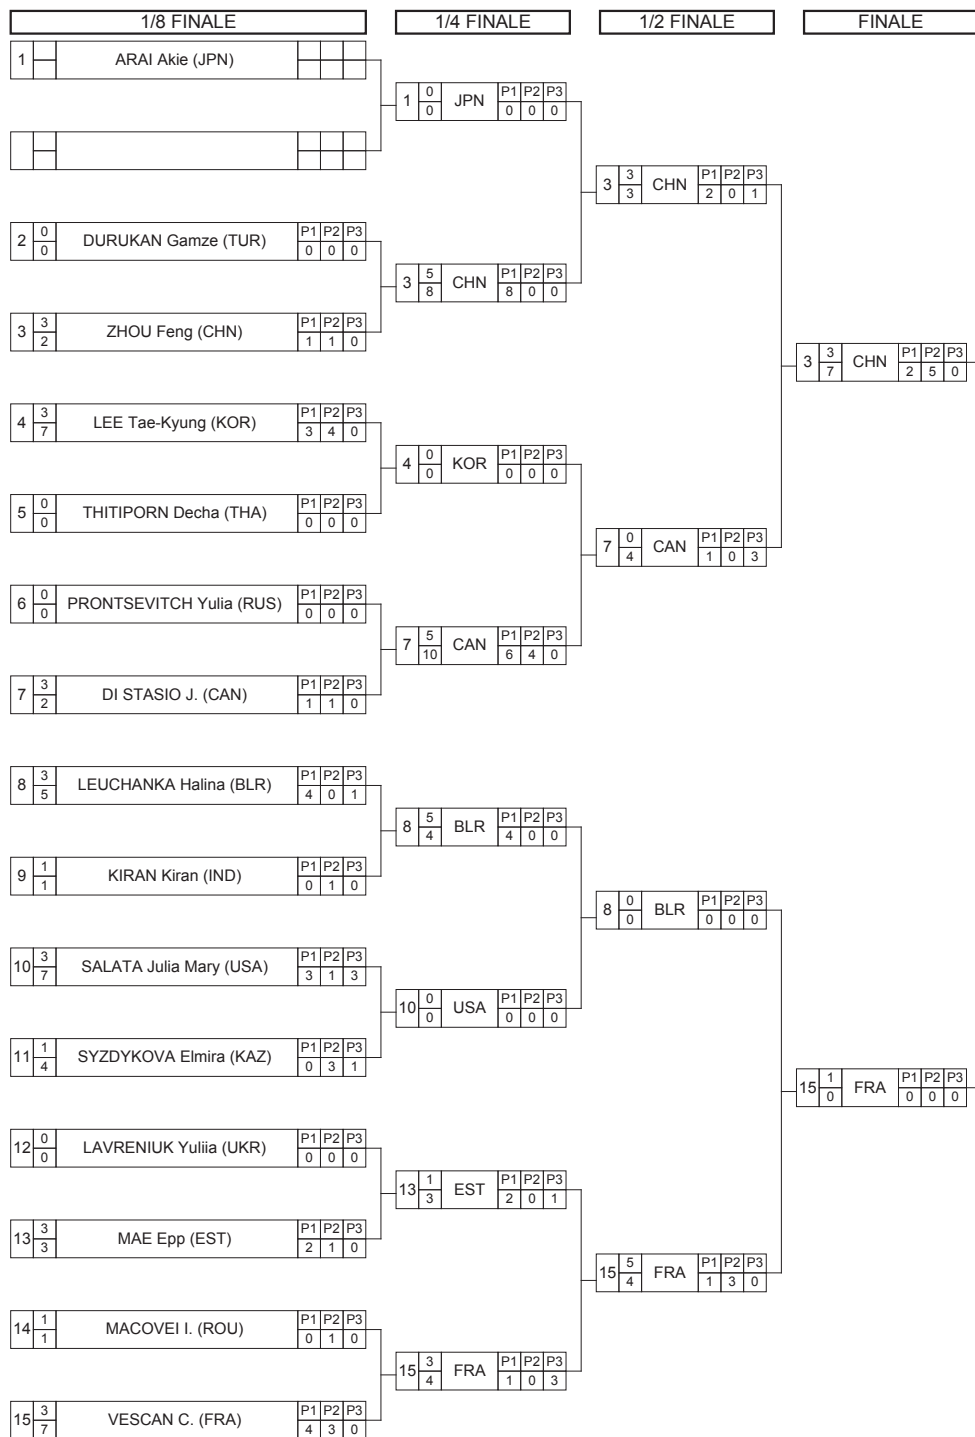 1/8 FINALE 1/4 FINALE 1/2 FINALE FINALE
1 ARAI Akie (JPN)
1 0 0 JPN P1 P2 P3 0 0 0
3 3 3 CHN P1 P2 P3 2 0 1
2 0 0 DURUKAN Gamze (TUR) P1 P2 P3 0 0 0
3 5 8 CHN P1 P2 P3 8 0 0
3 3 2 ZHOU Feng (CHN) P1 P2 P3 1 1 0
3 3 7 CHN P1 P2 P3 2 5 0
4 3 7 LEE Tae-Kyung (KOR) P1 P2 P3 3 4 0
4 0 0 KOR P1 P2 P3 0 0 0
5 0 0 THITIPORN Decha (THA) P1 P2 P3 0 0 0
7 0 4 CAN P1 P2 P3 1 0 3
6 0 0 PRONTSEVITCH Yulia (RUS) P1 P2 P3 0 0 0
7 5 10 CAN P1 P2 P3 6 4 0
7 3 2 DI STASIO J. (CAN) P1 P2 P3 1 1 0
8 3 5 LEUCHANKA Halina (BLR) P1 P2 P3 4 0 1
8 5 4 BLR P1 P2 P3 4 0 0
9 1 1 KIRAN Kiran (IND) P1 P2 P3 0 1 0
8 0 0 BLR P1 P2 P3 0 0 0
10 3 7 SALATA Julia Mary (USA) P1 P2 P3 3 1 3
10 0 0 USA P1 P2 P3 0 0 0
11 1 4 SYZDYKOVA Elmira (KAZ) P1 P2 P3 0 3 1
15 1 0 FRA P1 P2 P3 0 0 0
12 0 0 LAVRENIUK Yuliia (UKR) P1 P2 P3 0 0 0
13 1 3 EST P1 P2 P3 2 0 1
13 3 3 MAE Epp (EST) P1 P2 P3 2 1 0
15 5 4 FRA P1 P2 P3 1 3 0
14 1 1 MACOVEI I. (ROU) P1 P2 P3 0 1 0
15 3 4 FRA P1 P2 P3 1 0 3
15 3 7 VESCAN C. (FRA) P1 P2 P3 4 3 0